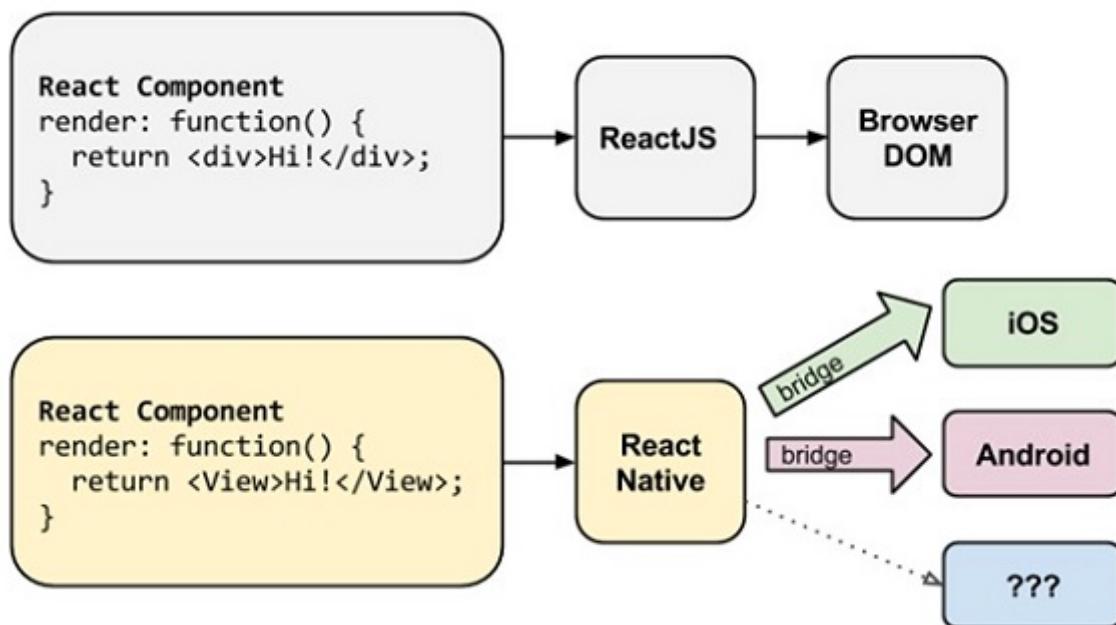 React Component
render: function() {
  return <div>Hi!</div>;
}
ReactJS
Browser
DOM
React Component
render: function() {
  return <View>Hi!</View>;
}
React
Native
bridge
iOS
bridge
Android
???